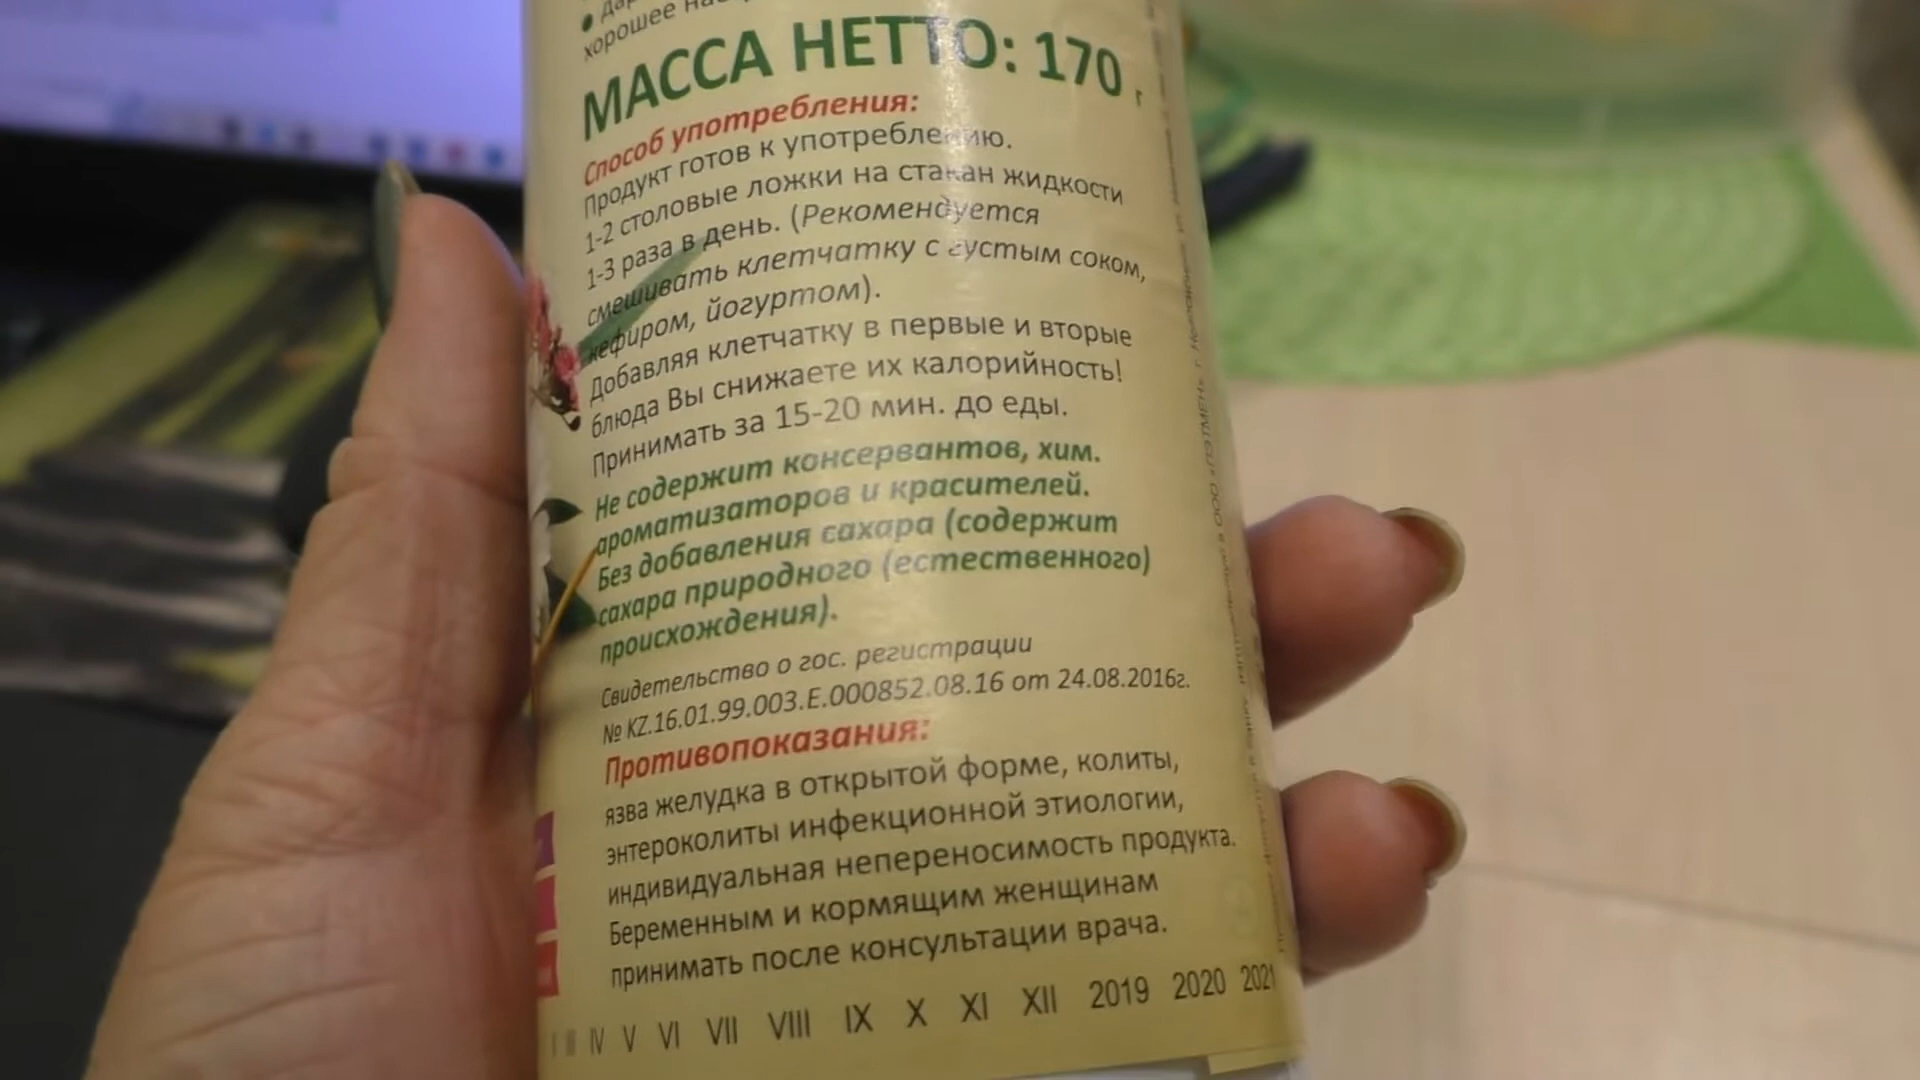 хорошее
МАССА НЕТТО: 170 г
Способ употребления:
Продукт готов к употреблению.
1-2 столовые ложки на стакан жидкости
1-3 раза в день. (Рекомендуется
смешивать клетчатку с густым соком,
кефиром, йогуртом).
Добавляя клетчатку в первые и вторые
блюда Вы снижаете их калорийность!
Принимать за 15-20 мин. до еды.
Не содержит консервантов, хим.
ароматизаторов и красителей.
Без добавления сахара (содержит
сахара природного (естественного)
происхождения).
Свидетельство о гос. регистрации
№ KZ.16.01.99.003.E.000852.08.16 от 24.08.2016г.
Противопоказания:
язва желудка в открытой форме, колиты,
энтероколиты инфекционной этиологии,
индивидуальная непереносимость продукта.
Беременным и кормящим женщинам
принимать после консультации врача.
III IV V VI VII VIII IX X XI XII 2019 2020 2021